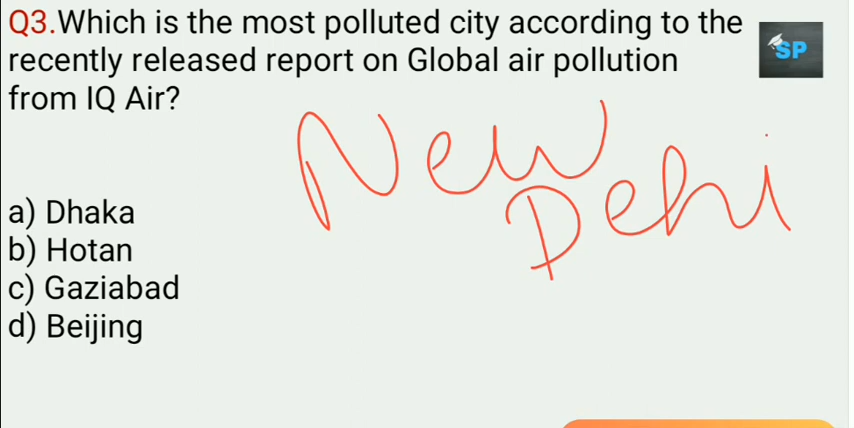 Q3.Which is the most polluted city according to the
recently released report on Global air pollution
from IQ Air?
SP
New
Dehi
a) Dhaka
b) Hotan
c) Gaziabad
d) Beijing